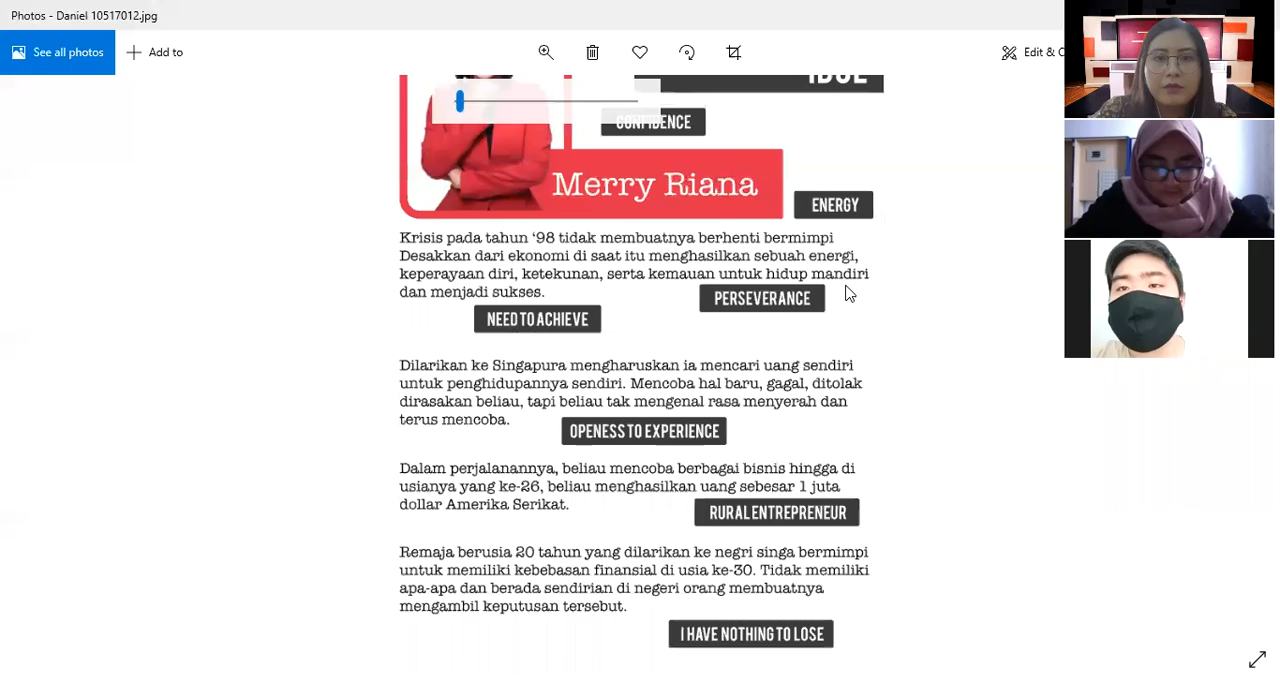 Photos - Daniel 10517012.jpg
See all photos
Add to
Edit & C
IDOL
CONFIDENCE
Merry Riana
ENERGY
Krisis pada tahun ‘98 tidak membuatnya berhenti bermimpi
Desakkan dari ekonomi di saat itu menghasilkan sebuah energi,
keperayaan diri, ketekunan, serta kemauan untuk hidup mandiri
dan menjadi sukses.
PERSEVERANCE
NEED TO ACHIEVE
Dilarikan ke Singapura mengharuskan ia mencari uang sendiri
untuk penghidupannya sendiri. Mencoba hal baru, gagal, ditolak
dirasakan beliau, tapi beliau tak mengenal rasa menyerah dan
terus mencoba.
OPENESS TO EXPERIENCE
Dalam perjalanannya, beliau mencoba berbagai bisnis hingga di
usianya yang ke-26, beliau menghasilkan uang sebesar 1 juta
dollar Amerika Serikat.
RURAL ENTREPRENEUR
Remaja berusia 20 tahun yang dilarikan ke negri singa bermimpi
untuk memiliki kebebasan finansial di usia ke-30. Tidak memiliki
apa-apa dan berada sendirian di negeri orang membuatnya
mengambil keputusan tersebut.
I HAVE NOTHING TO LOSE